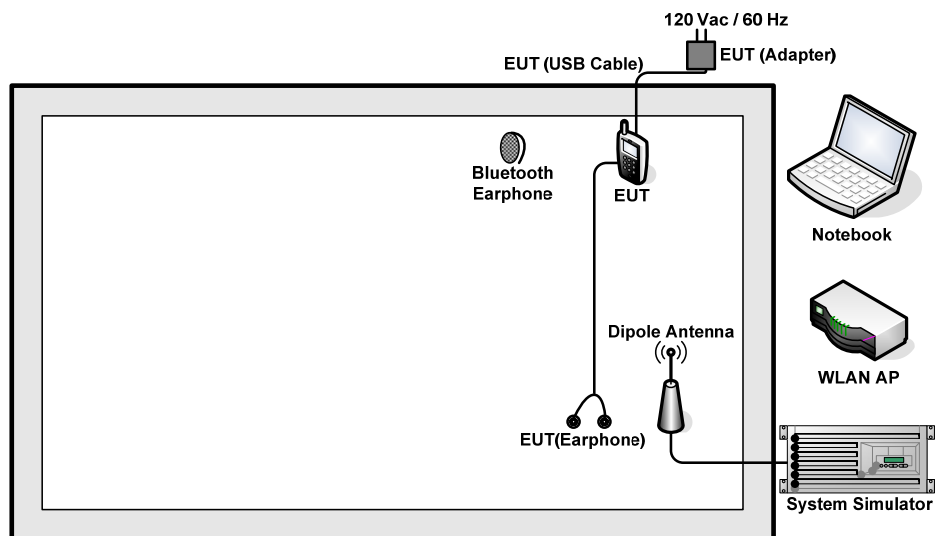 120 Vac / 60 Hz
EUT (USB Cable)
EUT (Adapter)
Bluetooth
Earphone
EUT
Notebook
Dipole Antenna
WLAN AP
EUT(Earphone)
System Simulator